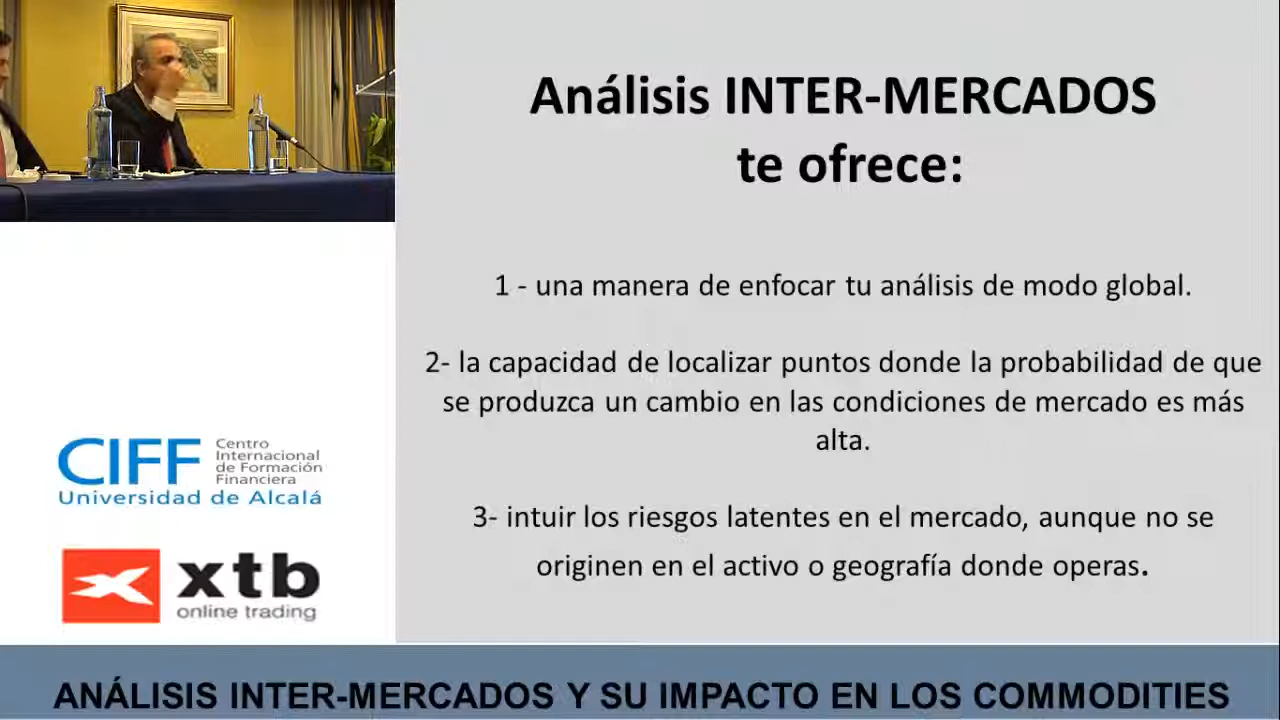 Análisis INTER-MERCADOS
te ofrece:
1 - una manera de enfocar tu análisis de modo global.
2- la capacidad de localizar puntos donde la probabilidad de que
se produzca un cambio en las condiciones de mercado es más
alta.
3- intuir los riesgos latentes en el mercado, aunque no se
originen en el activo o geografía donde operas.
CIFF
Centro
Internacional
de Formación
Financiera
Universidad de Alcalá
xtb
online trading
ANÁLISIS INTER-MERCADOS Y SU IMPACTO EN LOS COMMODITIES